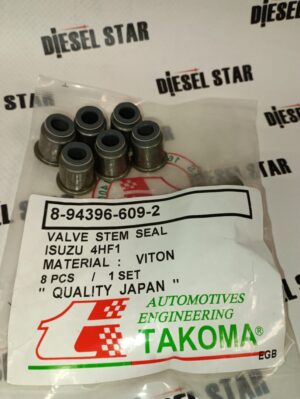 DIESEL STAR
DIESEL STAR
DIESEL STAR
8-94396-609-2
VALVE STEM SEAL
ISUZU 4HF1
MATERIAL : VITON
8 PCS / 1 SET
" QUALITY JAPAN "
AUTOMOTIVES
ENGINEERING
TAKOMA®
EGB